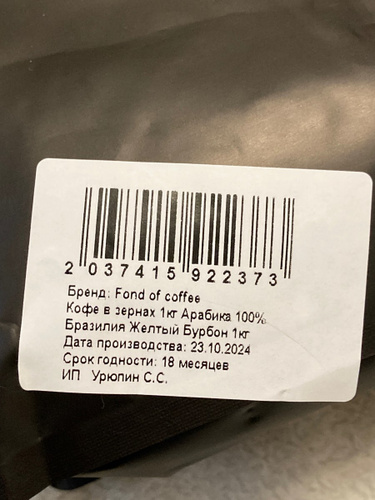 2 037415 922373
Бренд: Fond of coffee
Кофе в зернах 1кг Арабика 100%
Бразилия Желтый Бурбон 1кг
Дата производства: 23.10.2024
Срок годности: 18 месяцев
ИП Урюпин С.С.